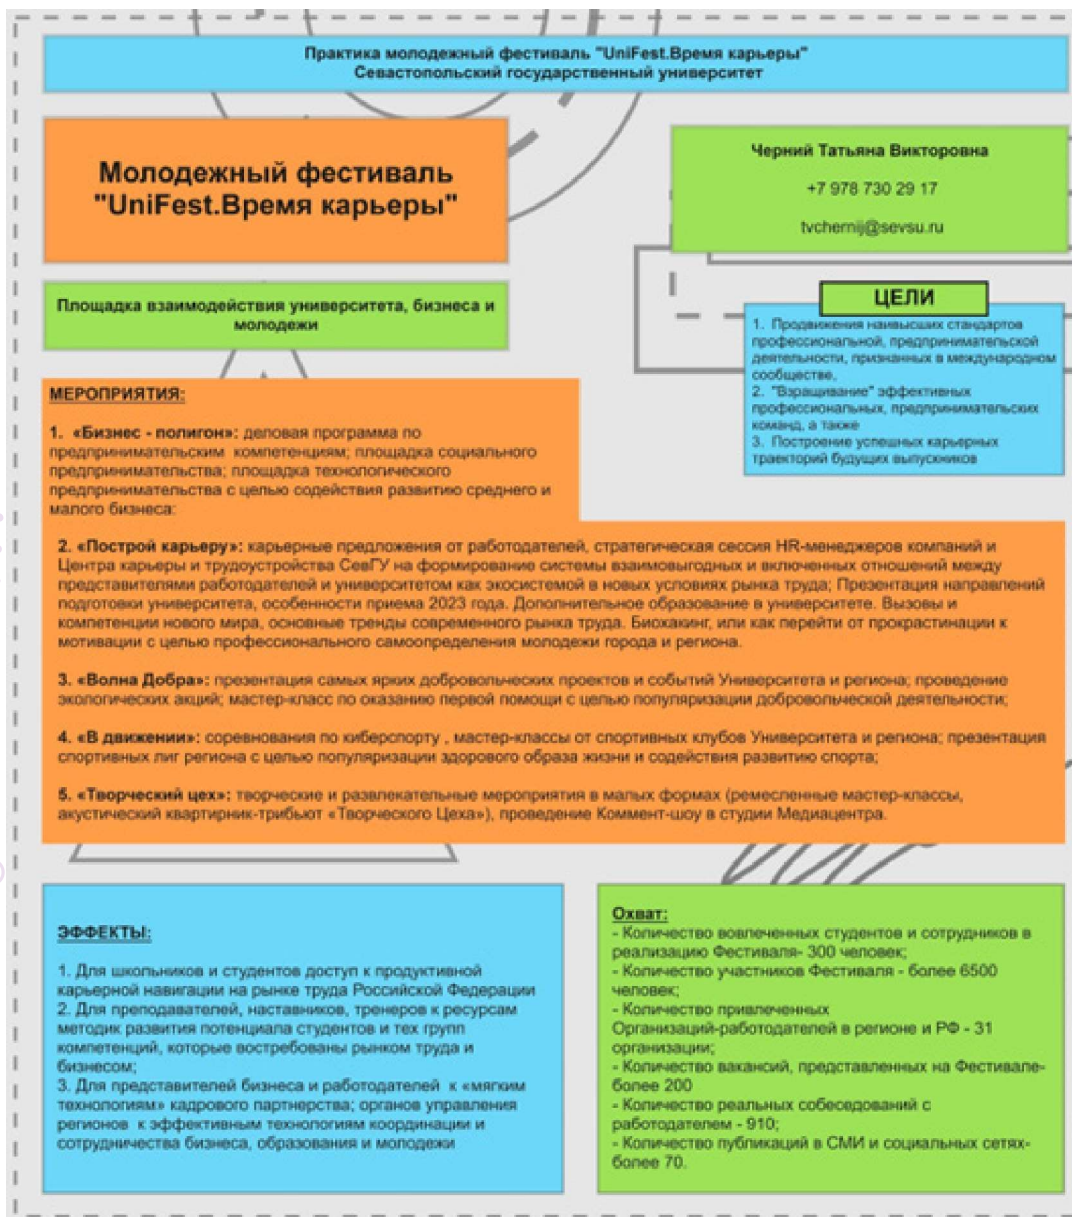 Практика молодежный фестиваль "UniFest.Время карьеры"
Севастопольский государственный университет
Молодежный фестиваль
"UniFest.Время карьеры"
Черний Татьяна Викторовна
+7 978 730 29 17
tvchernij@sevsu.ru
Площадка взаимодействия университета, бизнеса и
молодежи
ЦЕЛИ
1. Продвижения наивысших стандартов
профессиональной, предпринимательской
деятельности, признанных в международном
сообществе,
2. "Взращивание" эффективных
профессиональных, предпринимательских
команд, а также
3. Построение успешных карьерных
траекторий будущих выпускников
МЕРОПРИЯТИЯ:
1. «Бизнес - полигон»: деловая программа по
предпринимательским компетенциям; площадка социального
предпринимательства; площадка технологического
предпринимательства с целью содействия развитию среднего и
малого бизнеса:
2. «Построй карьеру»: карьерные предложения от работодателей, стратегическая сессия HR-менеджеров компаний и
Центра карьеры и трудоустройства СевГУ на формирование системы взаимовыгодных и включенных отношений между
представителями работодателей и университетом как экосистемой в новых условиях рынка труда; Презентация направлений
подготовки университета, особенности приема 2023 года. Дополнительное образование в университете. Вызовы и
компетенции нового мира, основные тренды современного рынка труда. Биохакинг, или как перейти от прокрастинации к
мотивации с целью профессионального самоопределения молодежи города и региона.
3. «Волна Добра»: презентация самых ярких добровольческих проектов и событий Университета и региона; проведение
экологических акций; мастер-класс по оказанию первой помощи с целью популяризации добровольческой деятельности;
4. «В движении»: соревнования по киберспорту , мастер-классы от спортивных клубов Университета и региона; презентация
спортивных лиг региона с целью популяризации здорового образа жизни и содействия развитию спорта;
5. «Творческий цех»: творческие и развлекательные мероприятия в малых формах (ремесленные мастер-классы,
акустический квартирник-трибьют «Творческого Цеха»), проведение Коммент-шоу в студии Медиацентра.
ЭФФЕКТЫ:
1. Для школьников и студентов доступ к продуктивной
карьерной навигации на рынке труда Российской Федерации
2. Для преподавателей, наставников, тренеров к ресурсам
методик развития потенциала студентов и тех групп
компетенций, которые востребованы рынком труда и
бизнесом;
3. Для представителей бизнеса и работодателей к «мягким
технологиям» кадрового партнерства; органов управления
регионов к эффективным технологиям координации и
сотрудничества бизнеса, образования и молодежи
Охват:
- Количество вовлеченных студентов и сотрудников в
реализацию Фестиваля- 300 человек;
- Количество участников Фестиваля - более 6500
человек;
- Количество привлеченных
Организаций-работодателей в регионе и РФ - 31
организации;
- Количество вакансий, представленных на Фестивале-
более 200
- Количество реальных собеседований с
работодателем - 910;
- Количество публикаций в СМИ и социальных сетях-
более 70.